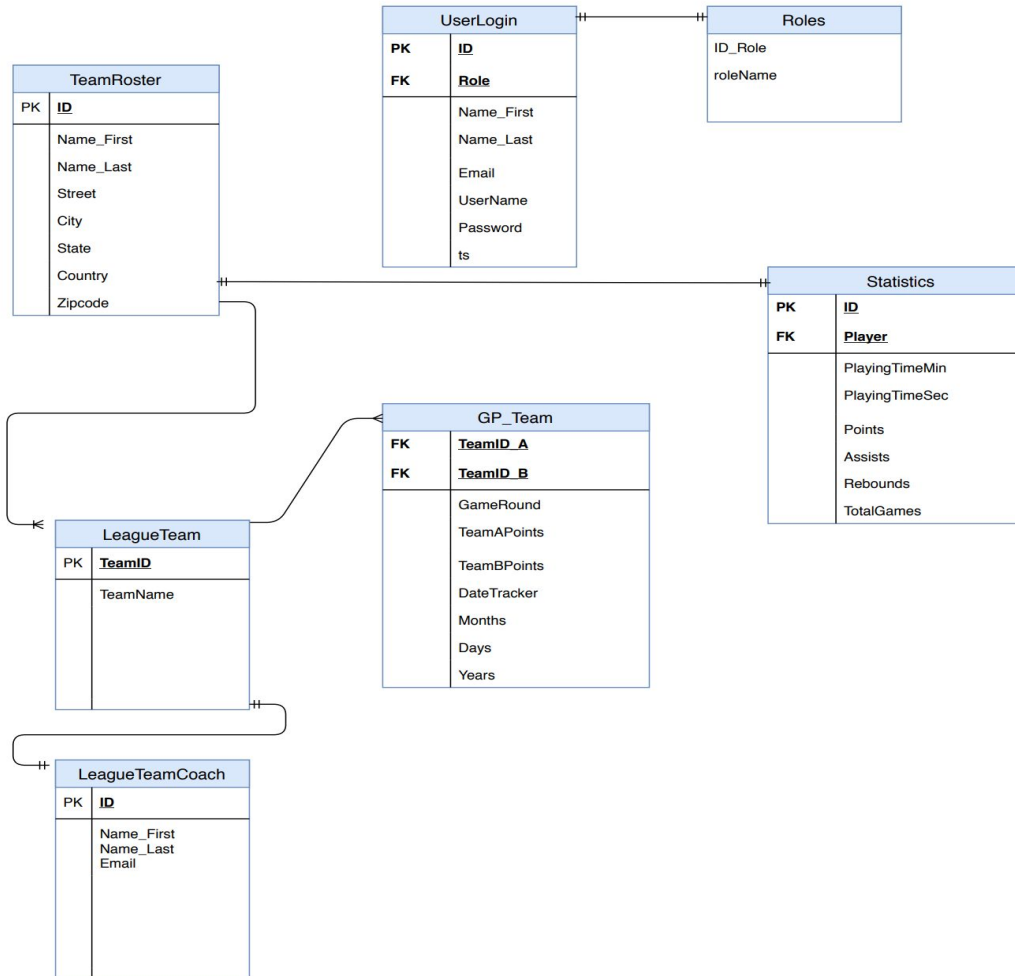 UserLogin
PK ID
FK Role
Name_First
Name_Last
Email
UserName
Password
ts
Roles
ID_Role
roleName
TeamRoster
PK ID
Name_First
Name_Last
Street
City
State
Country
Zipcode
Statistics
PK ID
FK Player
PlayingTimeMin
PlayingTimeSec
Points
Assists
Rebounds
TotalGames
GP_Team
FK TeamID_A
FK TeamID_B
GameRound
TeamAPoints
TeamBPoints
DateTracker
Months
Days
Years
LeagueTeam
PK TeamID
TeamName
LeagueTeamCoach
PK ID
Name_First
Name_Last
Email